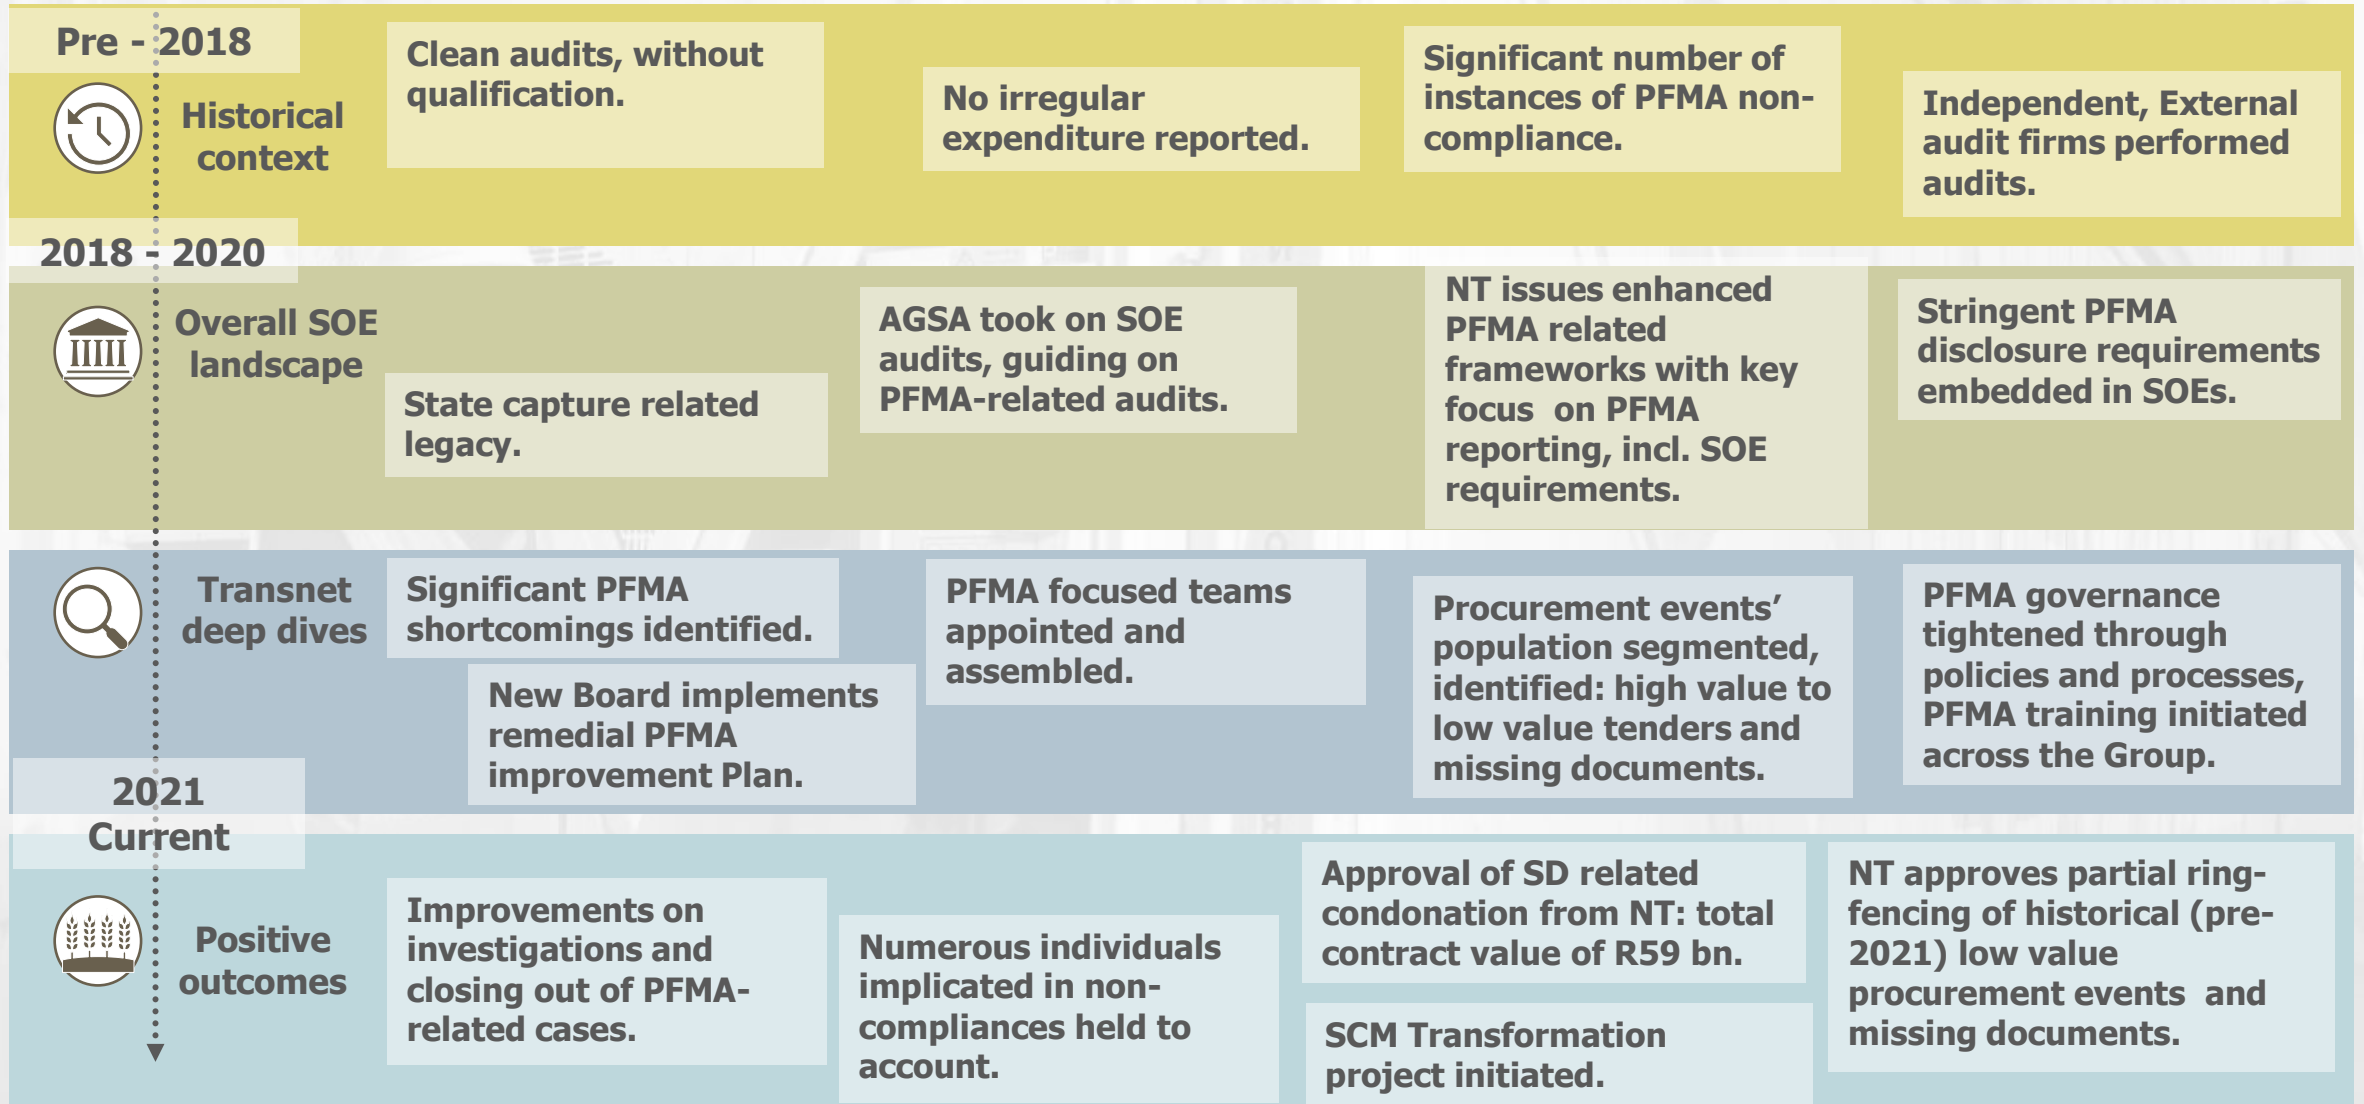 Pre - 2018
Historical
context
Clean audits, without
qualification.
No irregular
expenditure reported.
Significant number of
instances of PFMA non-
compliance.
Independent, External
audit firms performed
audits.
2018 - 2020
Overall SOE
landscape
State capture related
legacy.
AGSA took on SOE
audits, guiding on
PFMA-related audits.
NT issues enhanced
PFMA related
frameworks with key
focus on PFMA
reporting, incl. SOE
requirements.
Stringent PFMA
disclosure requirements
embedded in SOEs.
Transnet
deep dives
Significant PFMA
shortcomings identified.
New Board implements
remedial PFMA
improvement Plan.
PFMA focused teams
appointed and
assembled.
Procurement events’
population segmented,
identified: high value to
low value tenders and
missing documents.
PFMA governance
tightened through
policies and processes,
PFMA training initiated
across the Group.
2021
Current
Positive
outcomes
Improvements on
investigations and
closing out of PFMA-
related cases.
Numerous individuals
implicated in non-
compliances held to
account.
Approval of SD related
condonation from NT: total
contract value of R59 bn.
SCM Transformation
project initiated.
NT approves partial ring-
fencing of historical (pre-
2021) low value
procurement events and
missing documents.